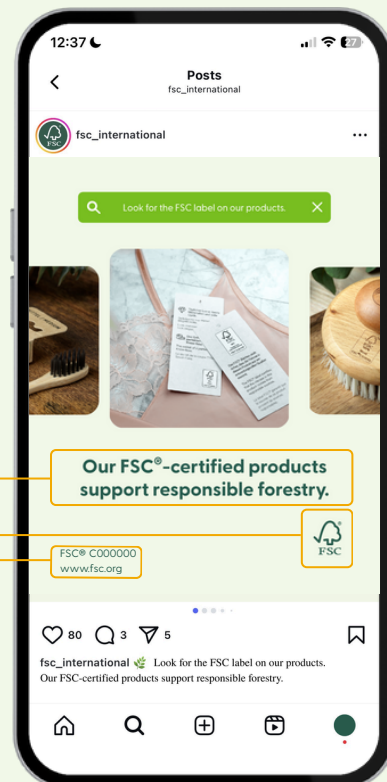 12:37
27
Posts
fsc_international
FSC
fsc_international
Look for the FSC label on our products.
FSC
Our FSC®-certified products
support responsible forestry.
®
FSC
FSC® C000000
www.fsc.org
80
3
5
fsc_international 🌿 Look for the FSC label on our products.
Our FSC-certified products support responsible forestry.